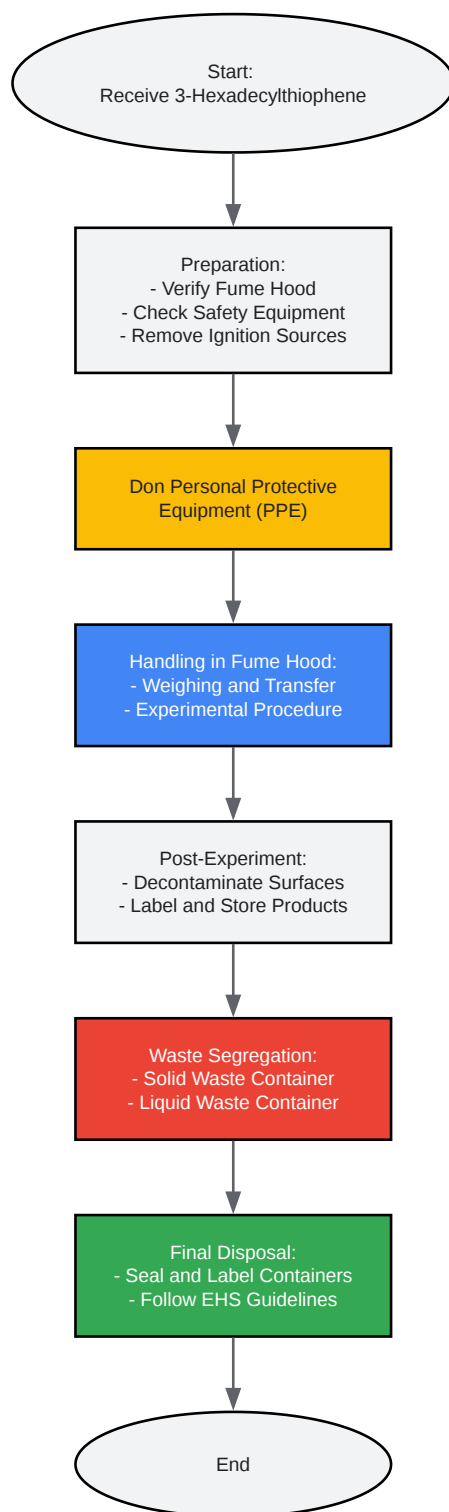 Start:
Receive 3-Hexadecylthiophene
Preparation:
- Verify Fume Hood
- Check Safety Equipment
- Remove Ignition Sources
Don Personal Protective
Equipment (PPE)
Handling in Fume Hood:
- Weighing and Transfer
- Experimental Procedure
Post-Experiment:
- Decontaminate Surfaces
- Label and Store Products
Waste Segregation:
- Solid Waste Container
- Liquid Waste Container
Final Disposal:
- Seal and Label Containers
- Follow EHS Guidelines
End